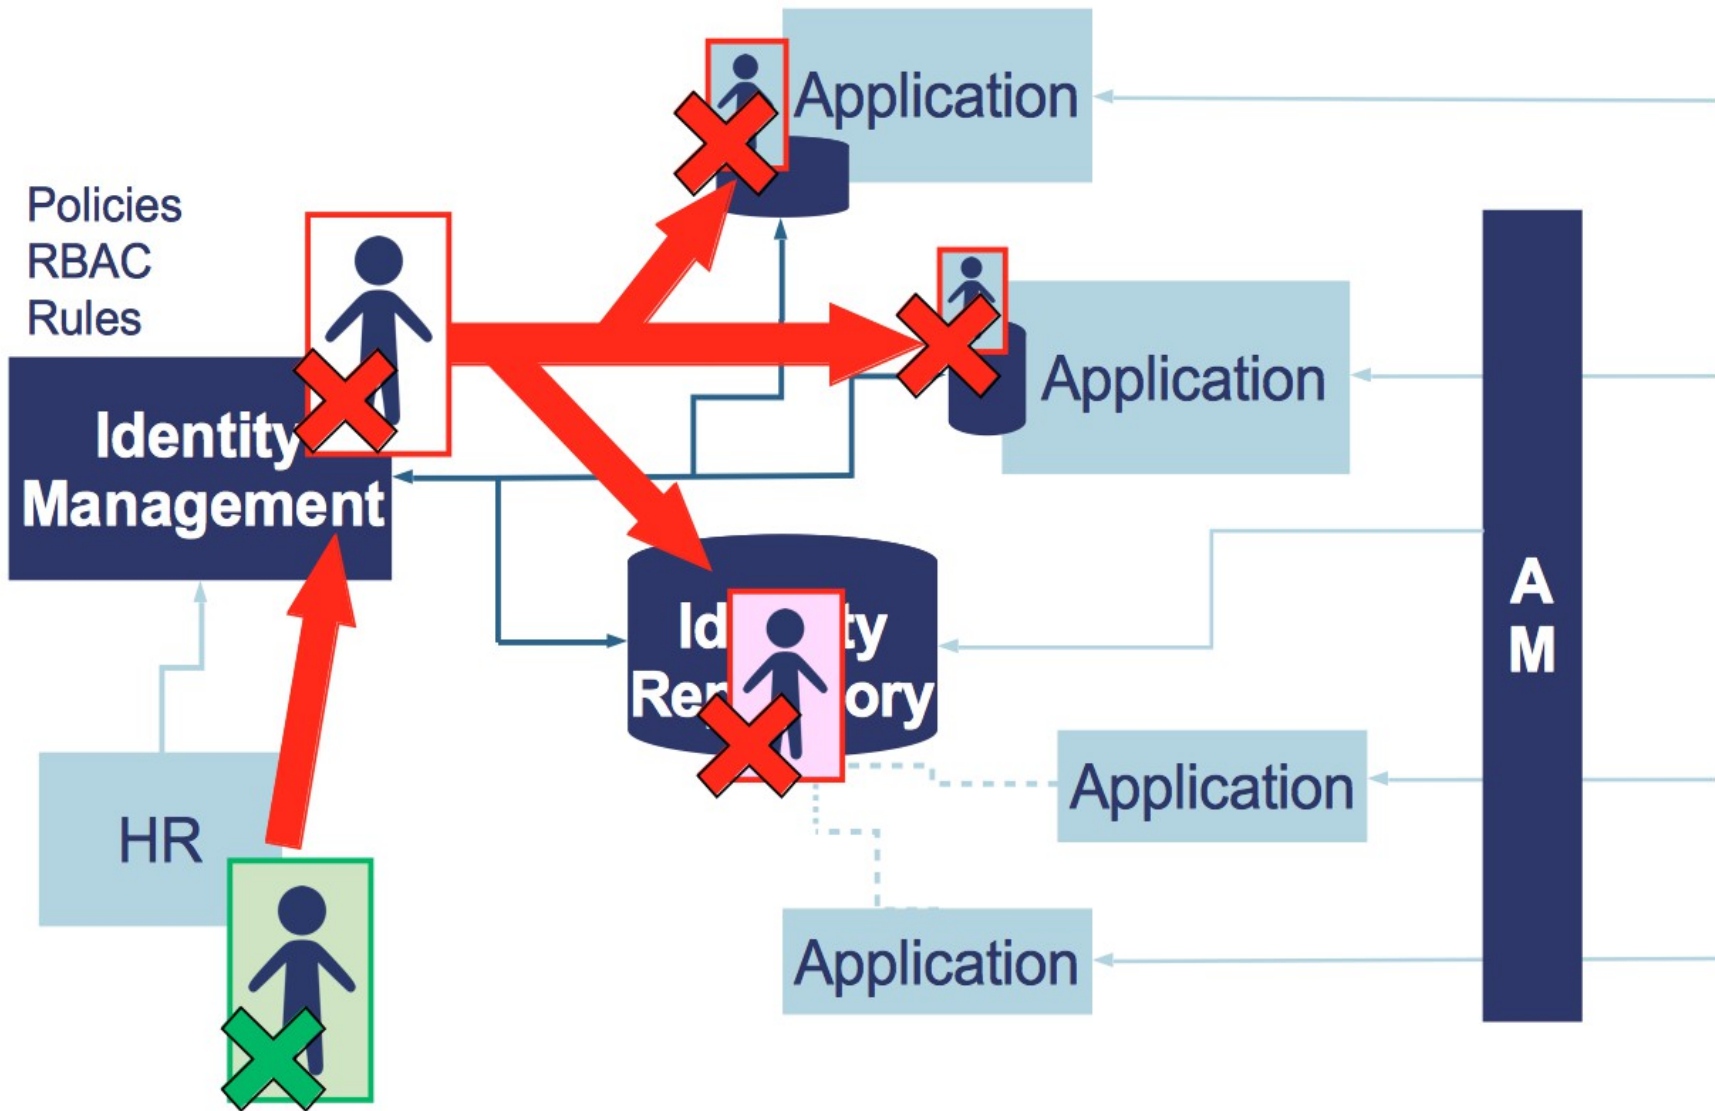 Application
Policies
RBAC
Rules
Application
Identity
Management
A
M
Application
HR
Application